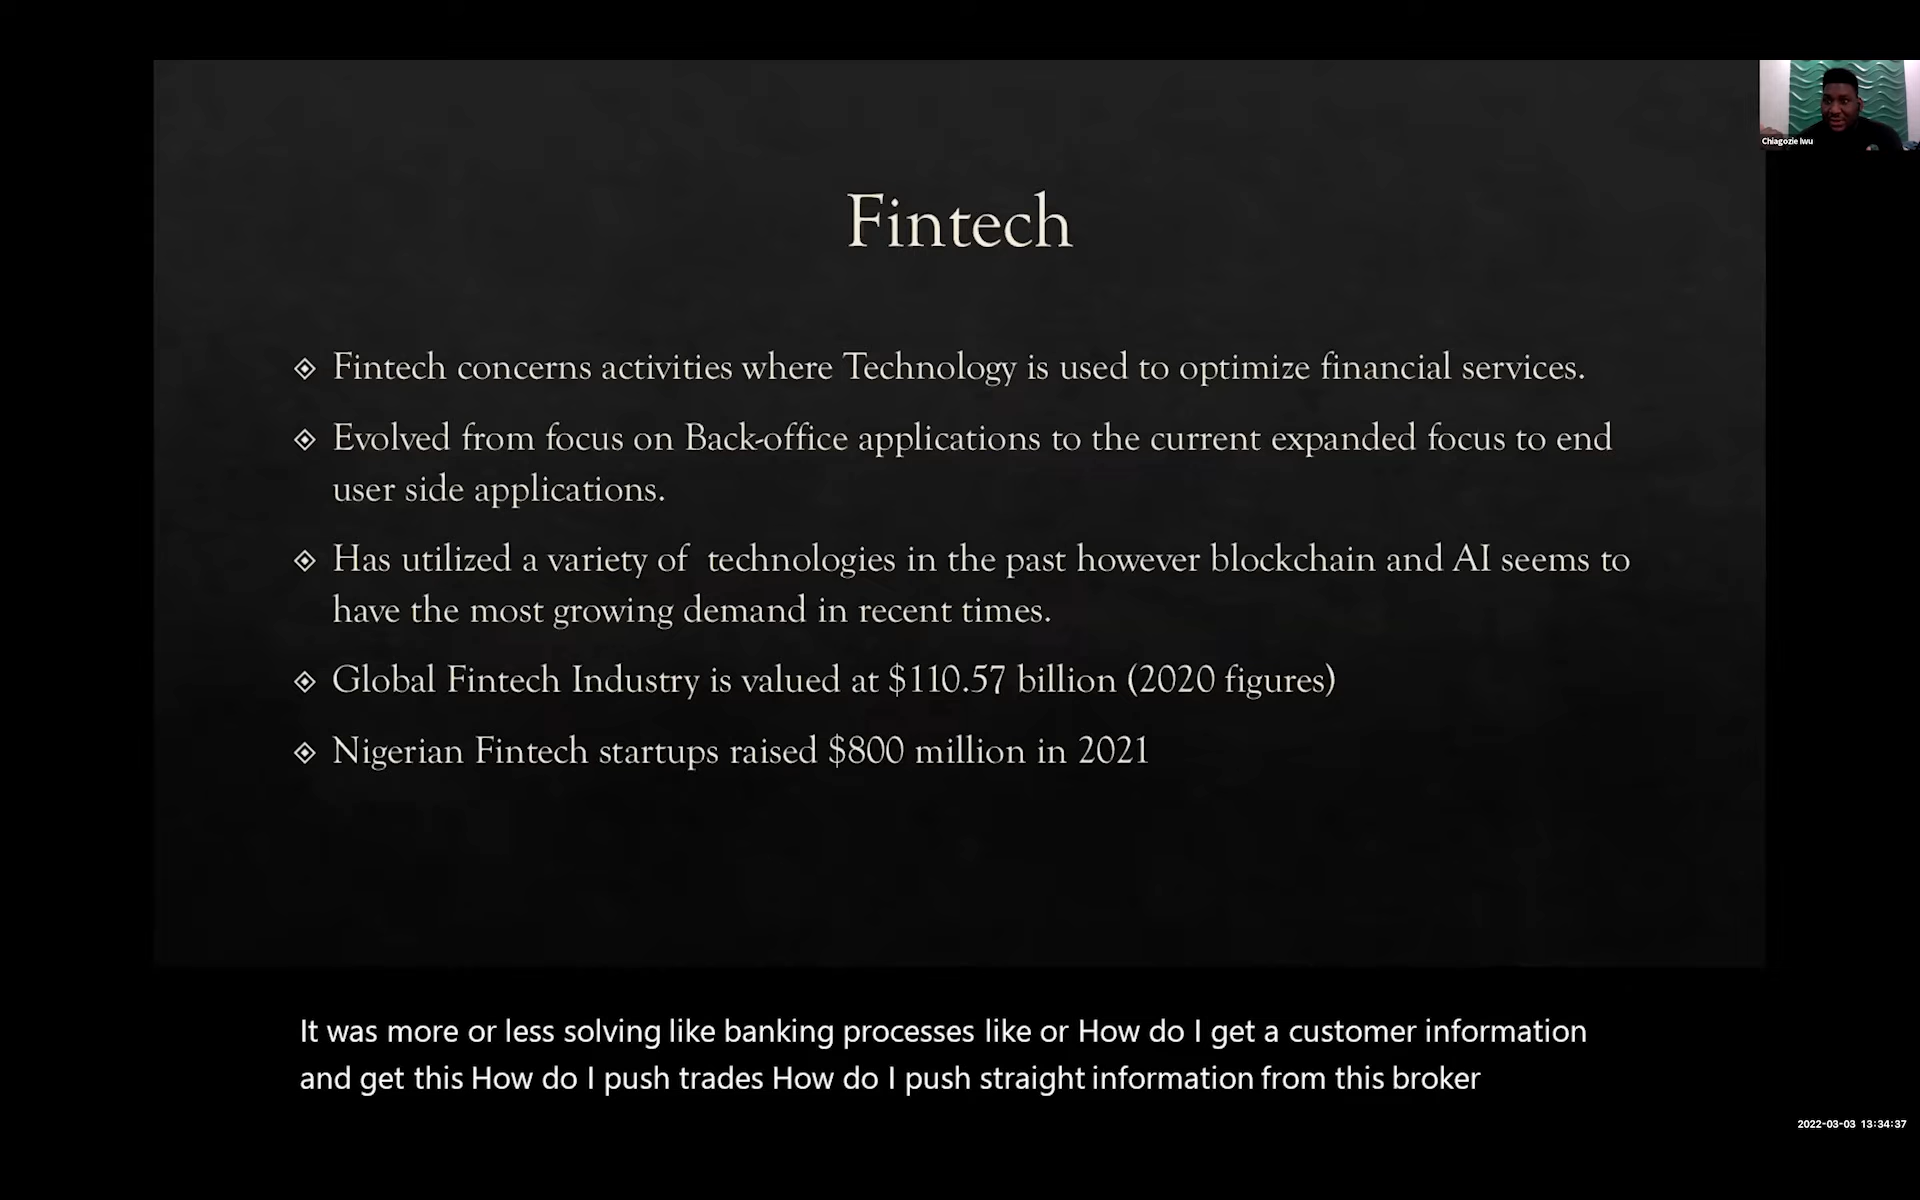 Chiagozie Iwu
Fintech
Fintech concerns activities where Technology is used to optimize financial services.
Evolved from focus on Back-office applications to the current expanded focus to end
user side applications.
Has utilized a variety of  technologies in the past however blockchain and AI seems to
have the most growing demand in recent times.
Global Fintech Industry is valued at $110.57 billion (2020 figures)
Nigerian Fintech startups raised $800 million in 2021
It was more or less solving like banking processes like or How do I get a customer information
and get this How do I push trades How do I push straight information from this broker
2022-03-03 13:34:37